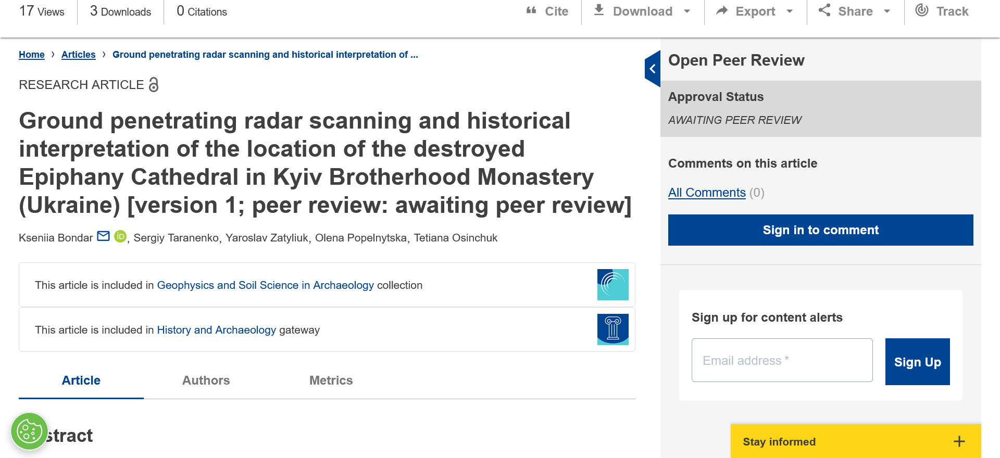 17 Views
3 Downloads
0 Citations
Cite
Download
Export
Share
Track
Home › Articles › Ground penetrating radar scanning and historical interpretation of ...
RESEARCH ARTICLE
Ground penetrating radar scanning and historical
interpretation of the location of the destroyed
Epiphany Cathedral in Kyiv Brotherhood Monastery
(Ukraine) [version 1; peer review: awaiting peer review]
Kseniia Bondar iD, Sergiy Taranenko, Yaroslav Zatyliuk, Olena Popelnytska, Tetiana Osinchuk
This article is included in Geophysics and Soil Science in Archaeology collection
This article is included in History and Archaeology gateway
Article
Authors
Metrics
stract
Open Peer Review
Approval Status
AWAITING PEER REVIEW
Comments on this article
All Comments (0)
Sign in to comment
Sign up for content alerts
Email address *
Sign Up
Stay informed